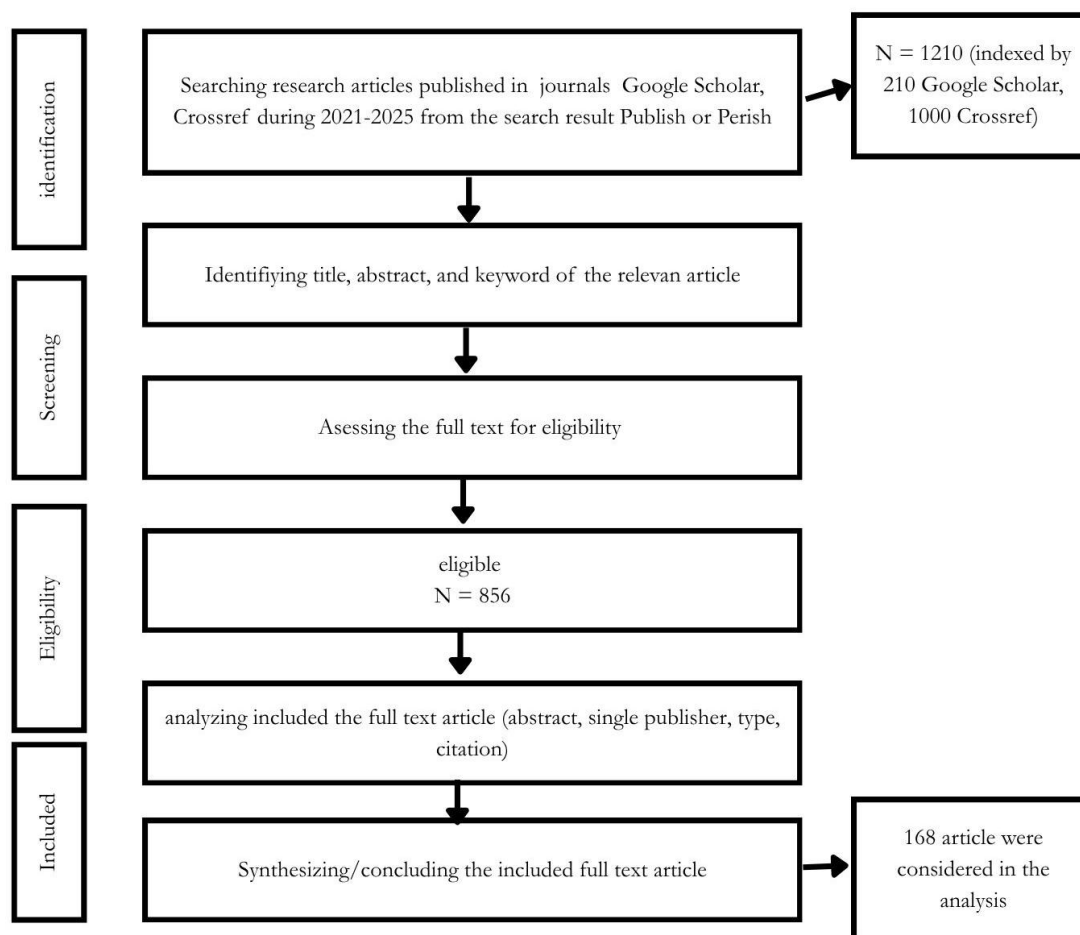 identification
Searching research articles published in journals Google Scholar,
Crossref during 2021-2025 from the search result Publish or Perish
N = 1210 (indexed by
210 Google Scholar,
1000 Crossref)
Identifiying title, abstract, and keyword of the relevan article
Screening
Asessing the full text for eligibility
Eligibility
eligible
N = 856
analyzing included the full text article (abstract, single publisher, type,
citation)
Included
Synthesizing/concluding the included full text article
168 article were
considered in the
analysis